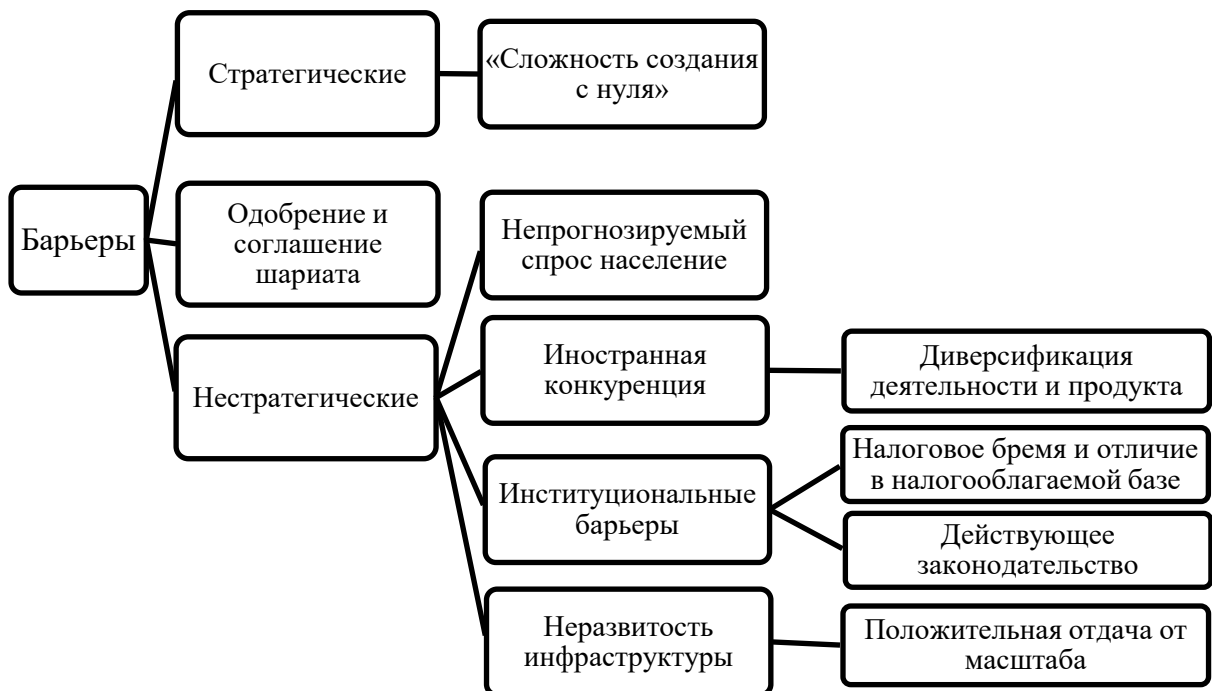 Барьеры
Стратегические
«Сложность создания
с нуля»
Одобрение и
соглашение
шариата
Нестратегические
Непрогнозируемый
спрос население
Иностранная
конкуренция
Диверсификация
деятельности и продукта
Институциональные
барьеры
Налоговое бремя и отличие
в налогооблагаемой базе
Действующее
законодательство
Неразвитость
инфраструктуры
Положительная отдача от
масштаба